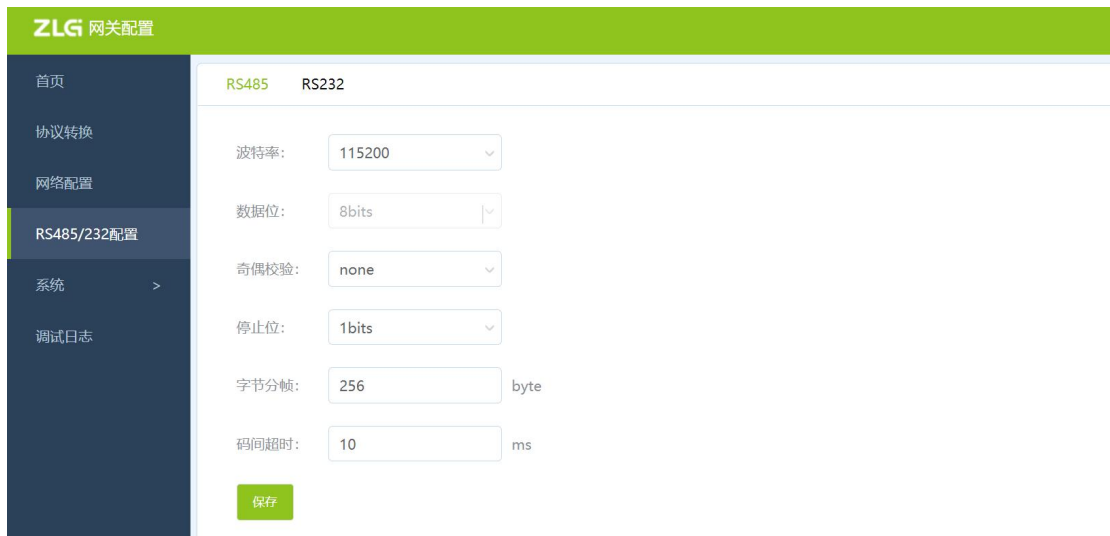 ZLG 网关配置
首页
协议转换
网络配置
RS485/232配置
系统 >
调试日志
RS485 RS232
波特率: 115200
数据位: 8bits
奇偶校验: none
停止位: 1bits
字节分帧: 256 byte
码间超时: 10 ms
保存